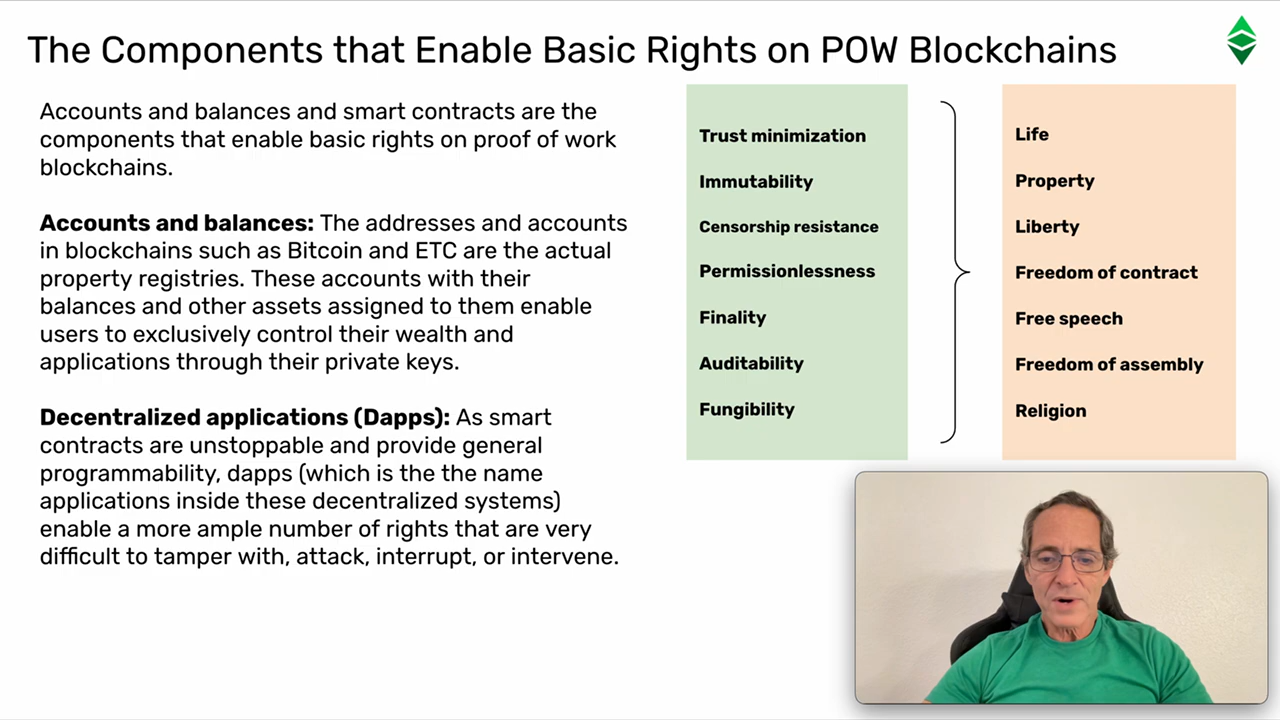 The Components that Enable Basic Rights on POW Blockchains
Accounts and balances and smart contracts are the
components that enable basic rights on proof of work
blockchains.
Accounts and balances: The addresses and accounts
in blockchains such as Bitcoin and ETC are the actual
property registries. These accounts with their
balances and other assets assigned to them enable
users to exclusively control their wealth and
applications through their private keys.
Decentralized applications (Dapps): As smart
contracts are unstoppable and provide general
programmability, dapps (which is the the name
applications inside these decentralized systems)
enable a more ample number of rights that are very
difficult to tamper with, attack, interrupt, or intervene.
Trust minimization
Immutability
Censorship resistance
Permissionlessness
Finality
Auditability
Fungibility
Life
Property
Liberty
Freedom of contract
Free speech
Freedom of assembly
Religion